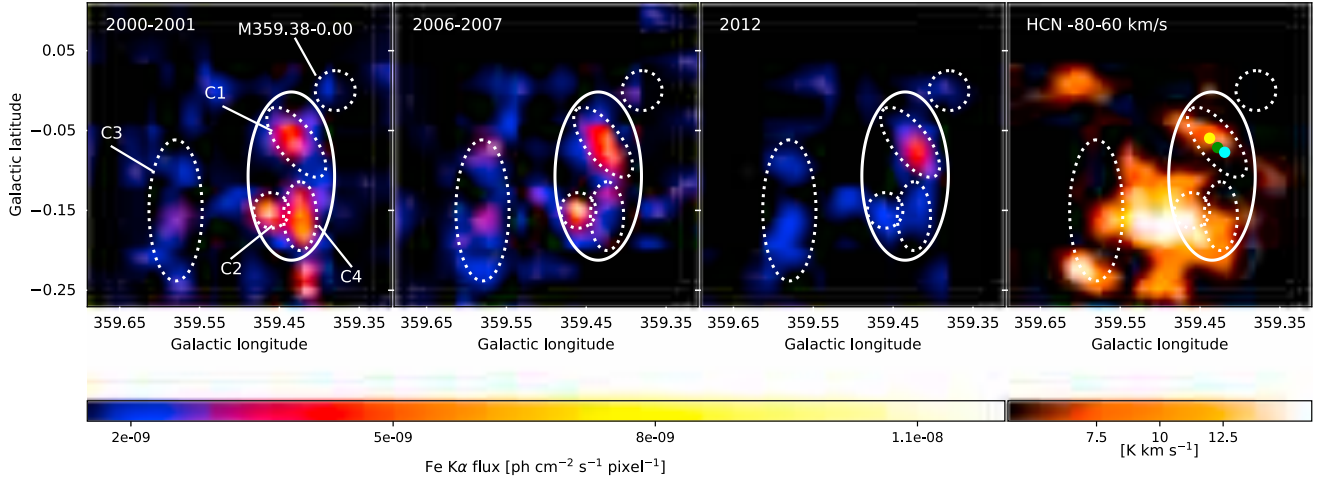 2000-2001
2006-2007
2012
HCN -80-60 km/s
M359.38-0.00
C1
C3
C2
C4
Galactic latitude
0.05
−0.05
−0.15
−0.25
359.65 359.55 359.45 359.35
359.65 359.55 359.45 359.35
359.65 359.55 359.45 359.35
359.65 359.55 359.45 359.35
Galactic longitude
Galactic longitude
Galactic longitude
Galactic longitude
2e-09 5e-09 8e-09 1.1e-08
Fe Kα flux [ph cm⁻² s⁻¹ pixel⁻¹]
7.5 10 12.5
[K km s⁻¹]